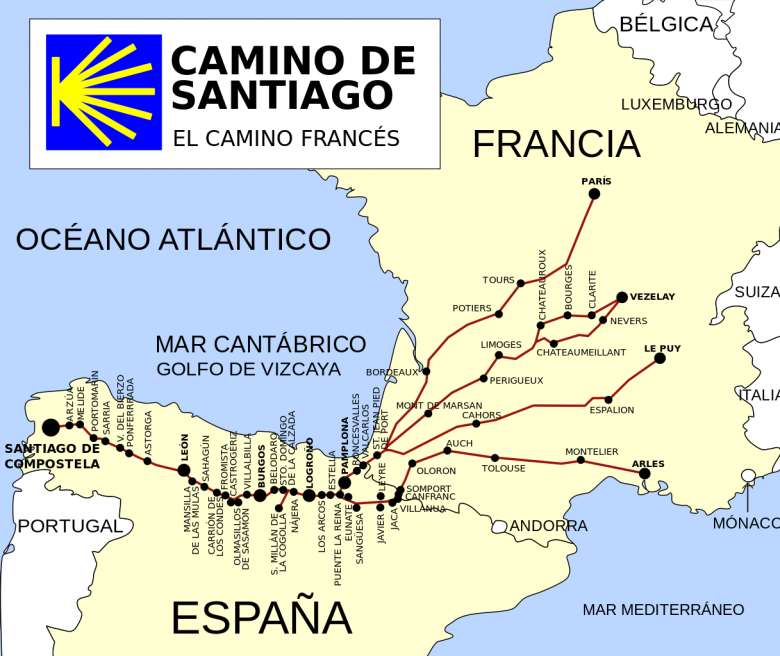 CAMINO DE
SANTIAGO
EL CAMINO FRANCÉS
BÉLGICA
LUXEMBURGO
ALEMANIA
FRANCIA
PARÍS
OCÉANO ATLÁNTICO
TOURS
CHATEAUROUX
BOURGES
CLARITE
VEZELAY
SUIZA
POTIERS
NEVERS
MAR CANTÁBRICO
GOLFO DE VIZCAYA
LIMOGES
CHATEAUMEILLANT
LE PUY
BORDEAUX
PERIGUEUX
ITALIA
MONT DE MARSAN
CAHORS
ESPALION
ARZÚA
MELIDE
PORTOMARÍN
SARRIA
V. DEL BIERZO
PONFERRADA
ASTORGA
LEÓN
SAHAGÚN
FROMISTA
CASTROGERIZ
VILLALBILLA
BURGOS
BELODARO
STO. DOMINGO
DE LA CALZADA
LOGROÑO
ESTELLA
PAMPLONA
RONCESVALLES
VALCARLOS
ST. JEAN PIED
DE PORT
SANTIAGO DE
COMPOSTELA
AUCH
OLORON
TOLOUSE
MONTELIER
ARLES
LEYRE
SOMPORT
CANFRANC
VILLANUA
MANSILLA
DE LAS MULAS
CARRIÓN DE
LOS CONDES
OLMASILLOS
DE SASAMÓN
S. MILLÁN DE
LA COGOLLA
NÁJERA
LOS ARCOS
PUENTE LA REINA
EUNATE
SANGÜESA
JAVIER
JACA
PORTUGAL
ANDORRA
MÓNACO
ESPAÑA
MAR MEDITERRÁNEO